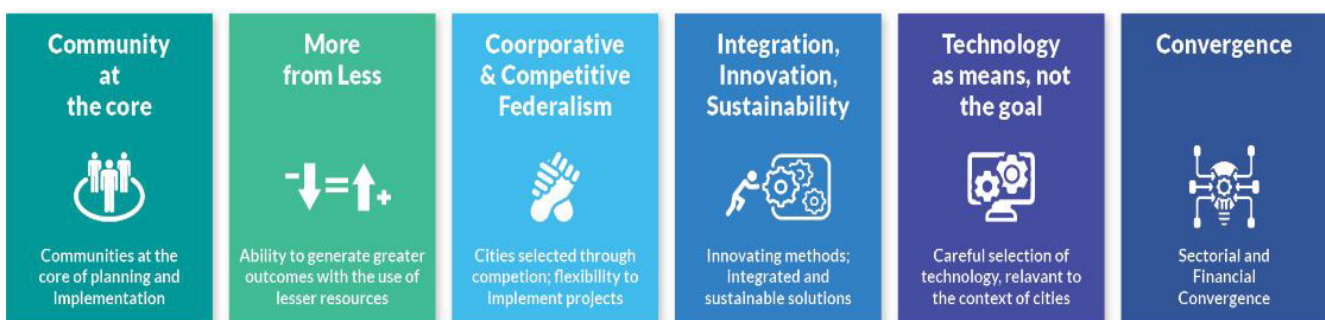 Community
at
the core
Communities at the
core of planning and
Implementation
More
from Less
Ability to generate greater
outcomes with the use of
lesser resources
Coorporative
& Competitive
Federalism
Cities selected through
competion; flexibility to
Implement projects
Integration,
Innovation,
Sustainability
Innovating methods;
integrated and
sustainable solutions
Technology
as means, not
the goal
Careful selection of
technology, relavant to
the context of cities
Convergence
Sectorial and
Financial
Convergence